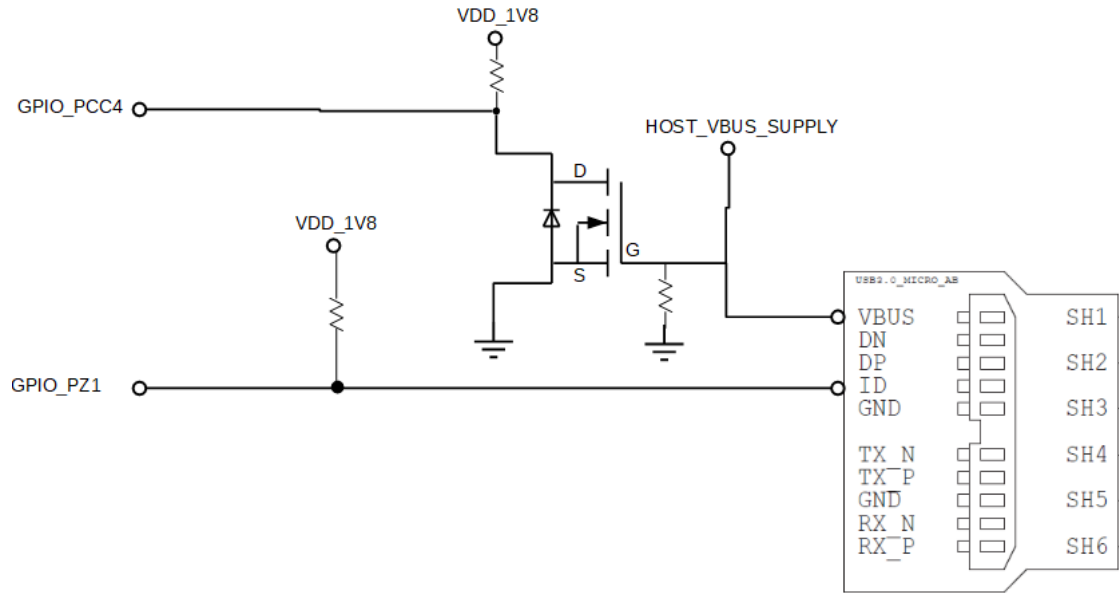 VDD_1V8
GPIO_PCC4
HOST_VBUS_SUPPLY
D
VDD_1V8
G
S
USB2.0_MICRO_AB
VBUS
SH1
DN
DP
SH2
GPIO_PZ1
ID
GND
SH3
TX_N
SH4
TX_P
GND
SH5
RX_N
RX_P
SH6